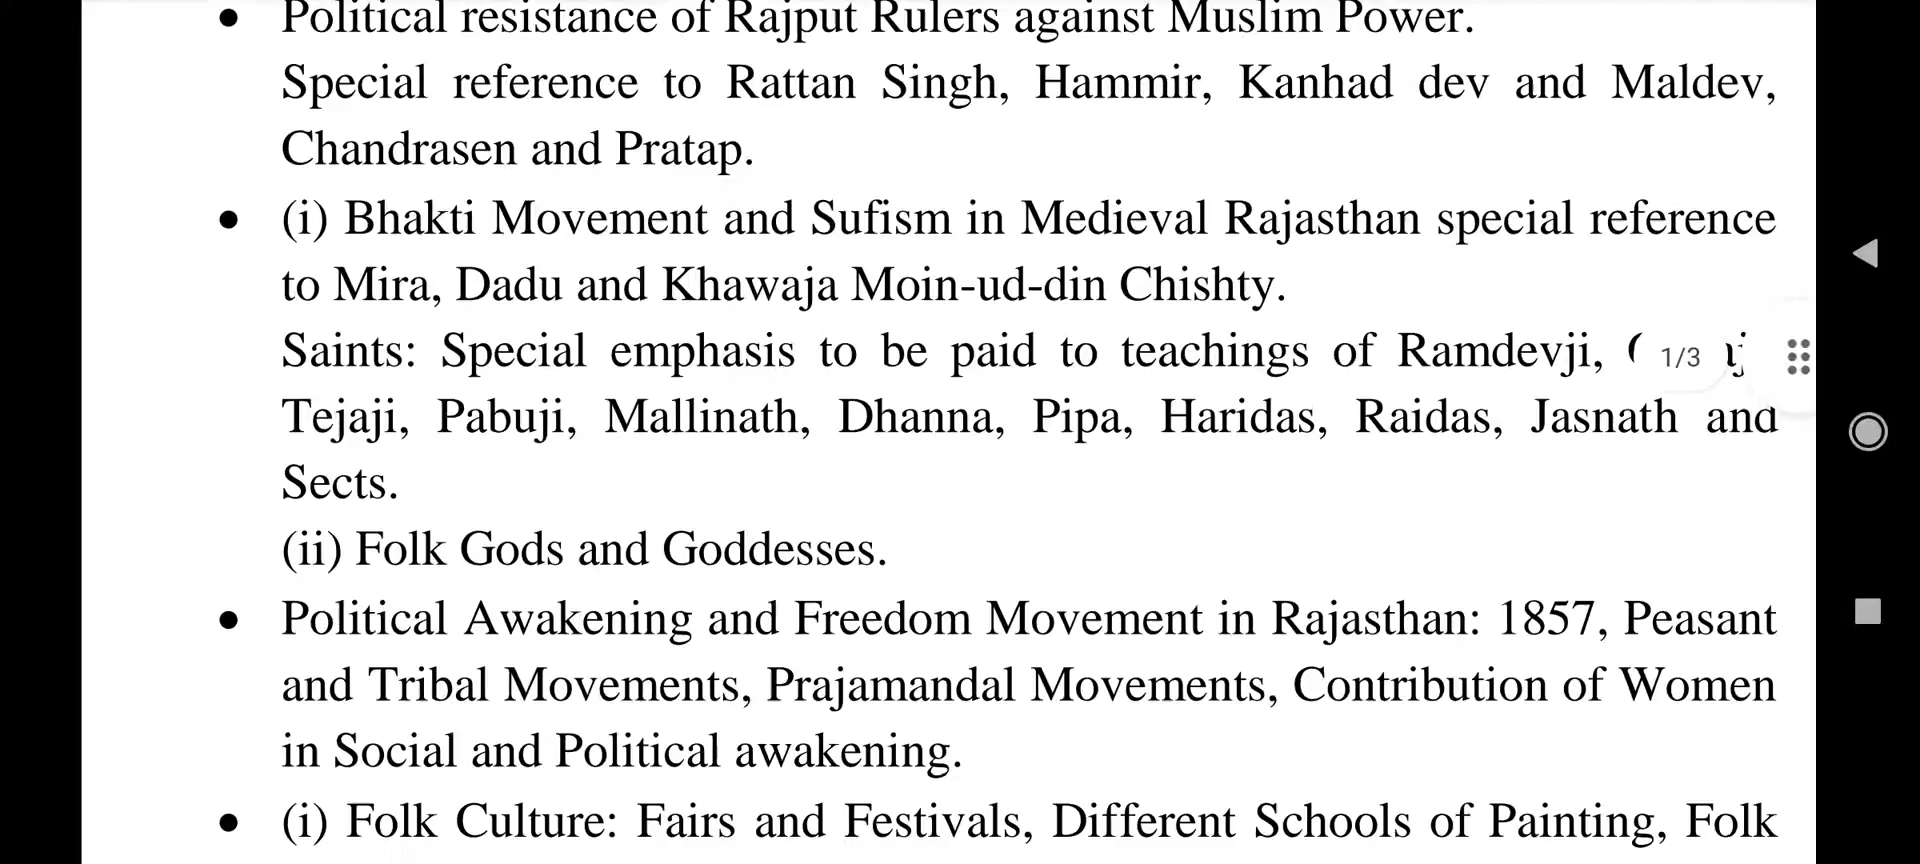 • Political resistance of Rajput Rulers against Muslim Power.
Special reference to Rattan Singh, Hammir, Kanhad dev and Maldev,
Chandrasen and Pratap.
• (i) Bhakti Movement and Sufism in Medieval Rajasthan special reference
to Mira, Dadu and Khawaja Moin-ud-din Chishty.
Saints: Special emphasis to be paid to teachings of Ramdevji, 1/3
Tejaji, Pabuji, Mallinath, Dhanna, Pipa, Haridas, Raidas, Jasnath and
Sects.
(ii) Folk Gods and Goddesses.
• Political Awakening and Freedom Movement in Rajasthan: 1857, Peasant
and Tribal Movements, Prajamandal Movements, Contribution of Women
in Social and Political awakening.
• (i) Folk Culture: Fairs and Festivals, Different Schools of Painting, Folk